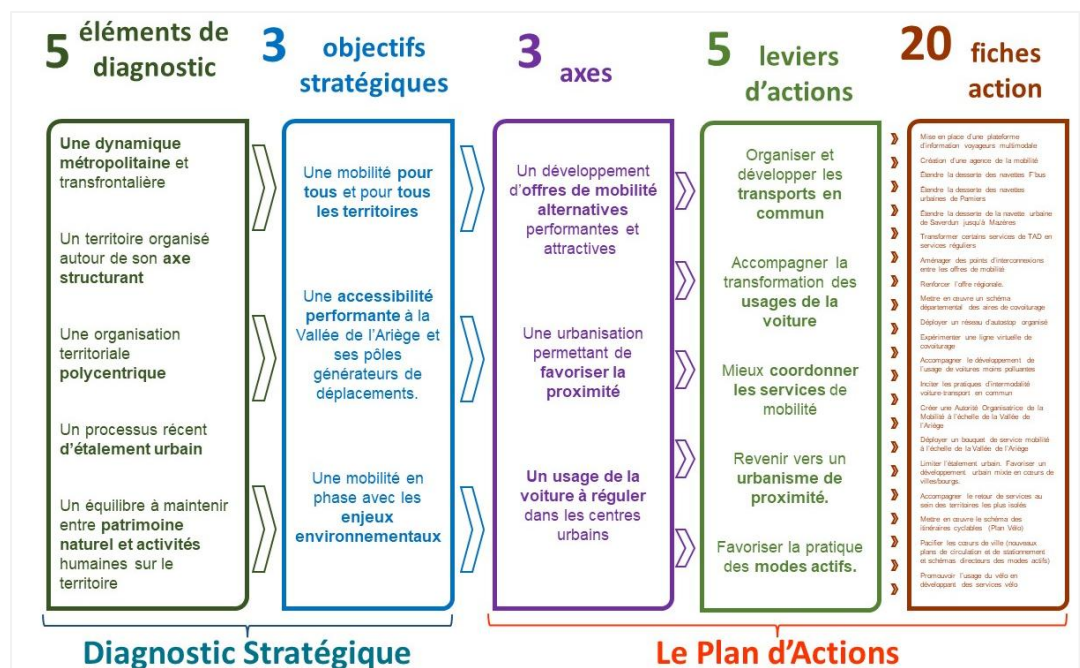 5 éléments de
diagnostic
Une dynamique
métropolitaine et
transfrontalière
Un territoire organisé
autour de son axe
structurant
Une organisation
territoriale
polycentrique
Un processus récent
d'étalement urbain
Un équilibre à maintenir
entre patrimoine
naturel et activités
humaines sur le
territoire
3 objectifs
stratégiques
Une mobilité pour
tous et pour tous
les territoires
Une accessibilité
performante à la
Vallée de l'Ariège et
ses pôles
générateurs de
déplacements.
Une mobilité en
phase avec les
enjeux
environnementaux
3 axes
Un développement
d'offres de mobilité
alternatives
performantes et
attractives
Une urbanisation
permettant de
favoriser la
proximité
Un usage de la
voiture à réguler
dans les centres
urbains
5 leviers
d'actions
Organiser et
développer les
transports en
commun
Accompagner la
transformation des
usages de la
voiture
Mieux coordonner
les services de
mobilité
Revenir vers un
urbanisme de
proximité.
Favoriser la pratique
des modes actifs.
20 fiches
action
Mise en place d'une plateforme
d'information voyageurs multimodale
Création d'une agence de la mobilité
Étendre la desserte des navettes F'bus
Étendre la desserte des navettes
urbaines de Pamiers
Étendre la desserte de la navette urbaine
de Saverdun jusqu'à Mazères
Transformer certains services de TAD en
services réguliers
Aménager des points d'interconnexions
entre les offres de mobilité
Renforcer l'offre régionale.
Mettre en œuvre un schéma
départemental des aires de covoiturage
Déployer un réseau d'autostop organisé
Expérimenter une ligne virtuelle de
covoiturage
Accompagner le développement de
l'usage de voitures moins polluantes
Inciter les pratiques d'intermodalité
voiture-transport en commun
Créer une Autorité Organisatrice de la
Mobilité à l'échelle de la Vallée de
l'Ariège
Déployer un bouquet de service mobilité
à l'échelle de la Vallée de l'Ariège
Limiter l'étalement urbain. Favoriser un
développement urbain mixte en cœurs de
villes/bourgs.
Accompagner le retour de services au
sein des territoires les plus isolés
Mettre en œuvre le schéma des
itinéraires cyclables (Plan Vélo)
Pacifier les cœurs de ville (nouveaux
plans de circulation et de stationnement
et schémas directeurs des modes actifs)
Promouvoir l'usage du vélo en
développant des services vélo
Diagnostic Stratégique
Le Plan d'Actions